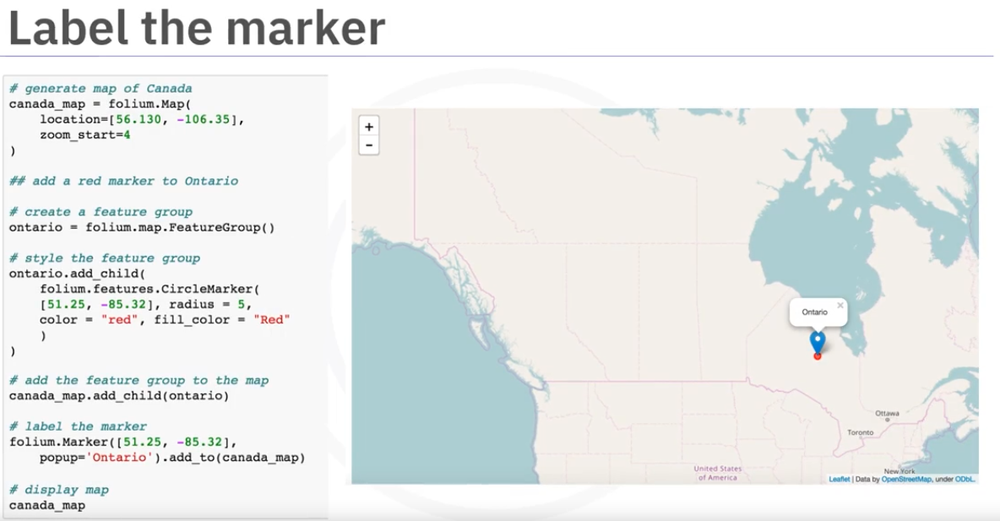 Label the marker
# generate map of Canada
canada_map = folium.Map(
    location=[56.130, -106.35],
    zoom_start=4
)
## add a red marker to Ontario
# create a feature group
ontario = folium.map.FeatureGroup()
# style the feature group
ontario.add_child(
    folium.features.CircleMarker(
    [51.25, -85.32], radius = 5,
    color = "red", fill_color = "Red"
    )
)
# add the feature group to the map
canada_map.add_child(ontario)
# label the marker
folium.Marker([51.25, -85.32],
    popup='Ontario').add_to(canada_map)
# display map
canada_map
+
-
Ontario ×
Ottawa
Toronto
New York
United States
of America
Leaflet | Data by OpenStreetMap, under ODbL.